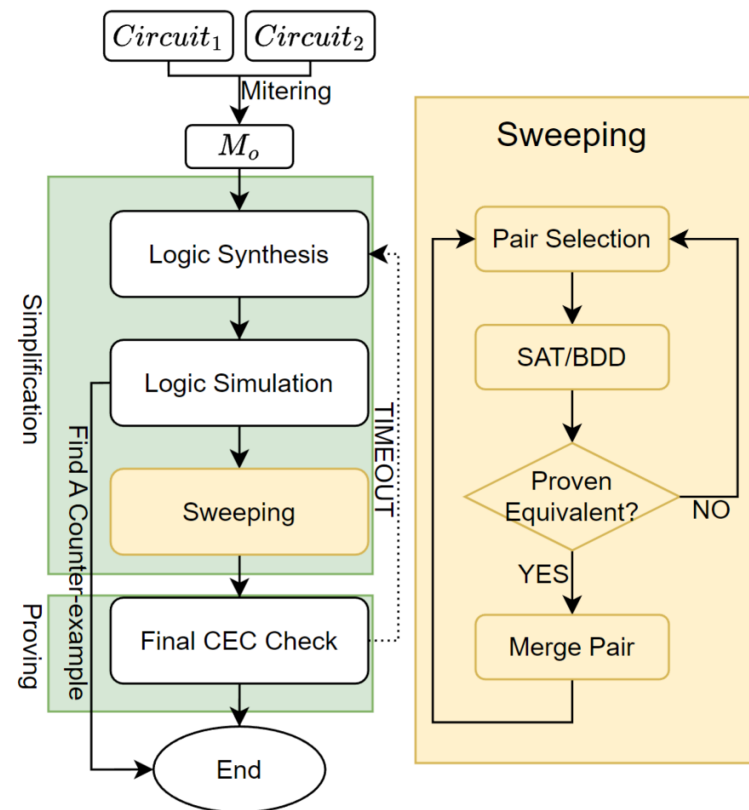 Circuit₁
Circuit₂
Mitering
Mₒ
Simplification
Logic Synthesis
Logic Simulation
Sweeping
Find A Counter-example
TIMEOUT
Proving
Final CEC Check
End
Sweeping
Pair Selection
SAT/BDD
Proven
Equivalent?
NO
YES
Merge Pair